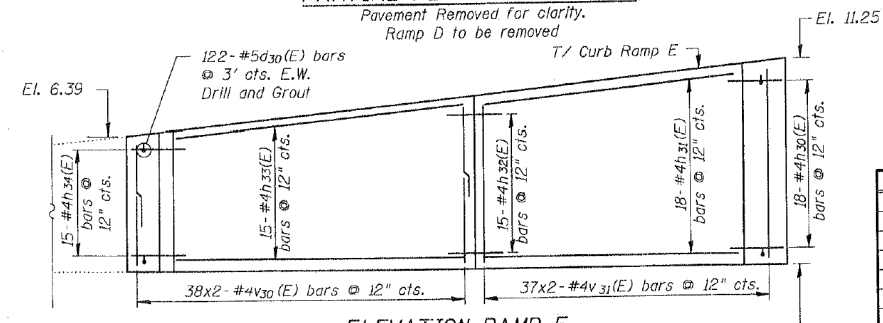 Pavement Removed for clarity.
Ramp D to be removed
El. 11.25
122-#5d30(E) bars
@ 3' cts. E.W.
Drill and Grout
T/ Curb Ramp E
El. 6.39
15-#4h34(E)
bars @
12" cts.
15-#4h33(E)
bars @ 12" cts.
15-#4h32(E)
bars @ 12" cts.
18-#4h31(E)
bars @ 12" cts.
18-#4h30(E)
bars @ 12" cts.
38x2-#4v30(E) bars @ 12" cts.
37x2-#4v31(E) bars @ 12" cts.
ELEVATION RAMP E